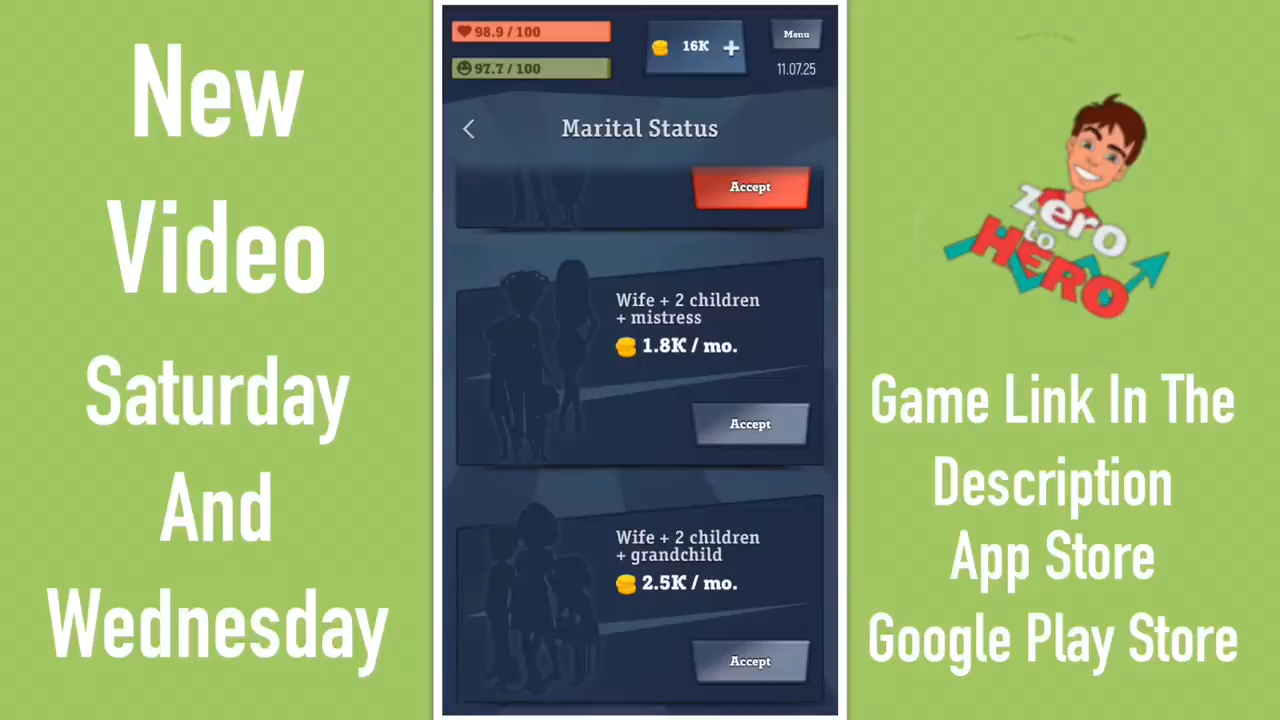 New
Video
Saturday
And
Wednesday
98.9 / 100
97.7 / 100
16K
Menu
11.07.25
Marital Status
Accept
Wife + 2 children
+ mistress
1.8K / mo.
Accept
Wife + 2 children
+ grandchild
2.5K / mo.
Accept
zero
to
HERO
Game Link In The
Description
App Store
Google Play Store